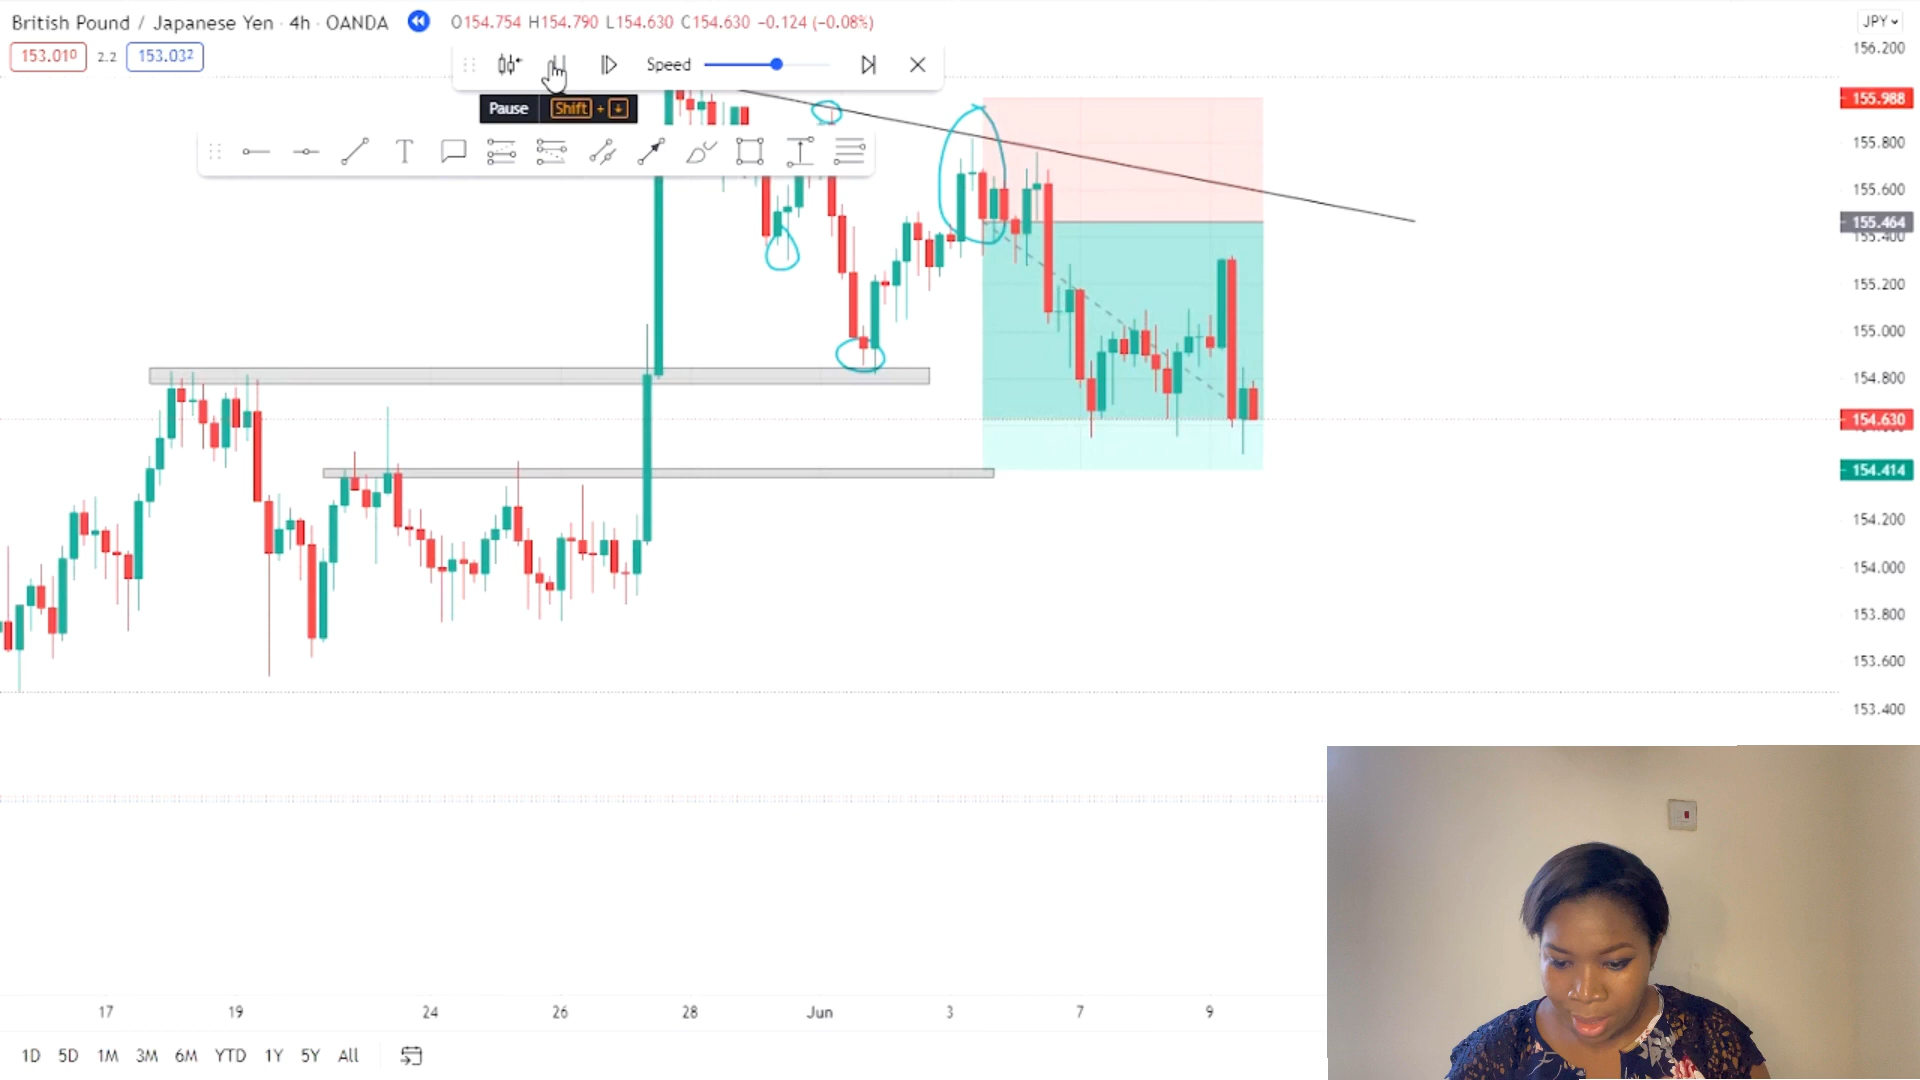 British Pound / Japanese Yen · 4h · OANDA O154.754 H154.790 L154.630 C154.630 −0.124 (−0.08%)
JPY
153.010 2.2 153.032
Speed
Pause Shift + ↓
156.200
155.988
155.800
155.600
155.464
155.400
155.200
155.000
154.800
154.630
154.414
154.200
154.000
153.800
153.600
153.400
17 19 24 26 28 Jun 3 7 9
1D 5D 1M 3M 6M YTD 1Y 5Y All